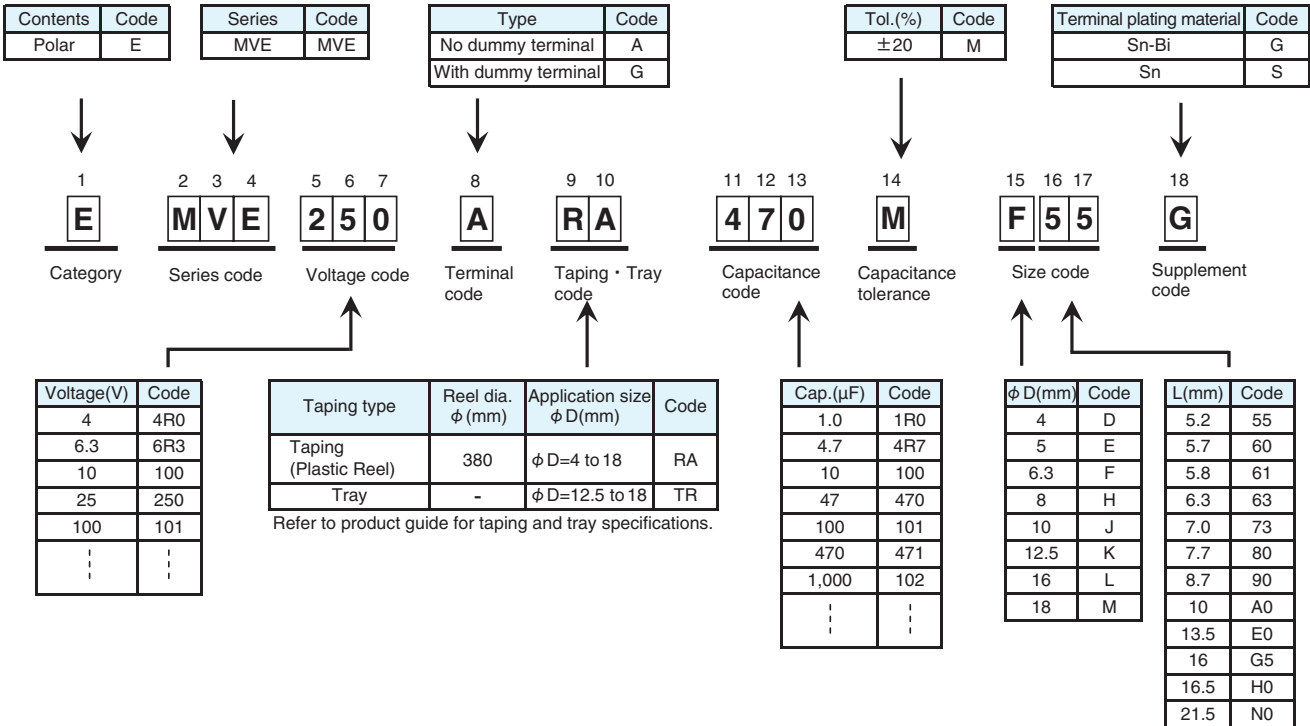 Contents Code
Polar E
Series Code
MVE MVE
Type Code
No dummy terminal A
With dummy terminal G
Tol.(%) Code
±20 M
Terminal plating material Code
Sn-Bi G
Sn S
1 2 3 4 5 6 7 8 9 10 11 12 13 14 15 16 17 18
E M V E 2 5 0 A R A 4 7 0 M F 5 5 G
Category
Series code
Voltage code
Terminal
code
Taping・Tray
code
Capacitance
code
Capacitance
tolerance
Size code
Supplement
code
Voltage(V) Code
4 4R0
6.3 6R3
10 100
25 250
100 101
Taping type Reel dia. φ(mm) Application size φD(mm) Code
Taping (Plastic Reel) 380 φD=4 to 18 RA
Tray - φD=12.5 to 18 TR
Refer to product guide for taping and tray specifications.
Cap.(µF) Code
1.0 1R0
4.7 4R7
10 100
47 470
100 101
470 471
1,000 102
φD(mm) Code
4 D
5 E
6.3 F
8 H
10 J
12.5 K
16 L
18 M
L(mm) Code
5.2 55
5.7 60
5.8 61
6.3 63
7.0 73
7.7 80
8.7 90
10 A0
13.5 E0
16 G5
16.5 H0
21.5 N0